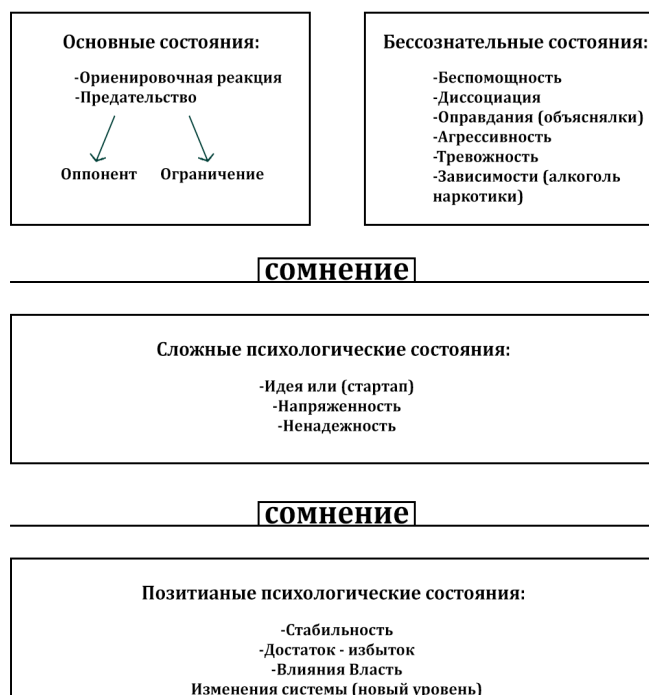 Основные состояния:
-Ориенировочная реакция
-Предательство
Оппонент Ограничение
Бессознательные состояния:
-Беспомощность
-Диссоциация
-Оправдания (объяснялки)
-Агрессивность
-Тревожность
-Зависимости (алкоголь
наркотики)
сомнение
Сложные психологические состояния:
-Идея или (стартап)
-Напряженность
-Ненадежность
сомнение
Позитианые психологические состояния:
-Стабильность
-Достаток - избыток
-Влияния Власть
Изменения системы (новый уровень)